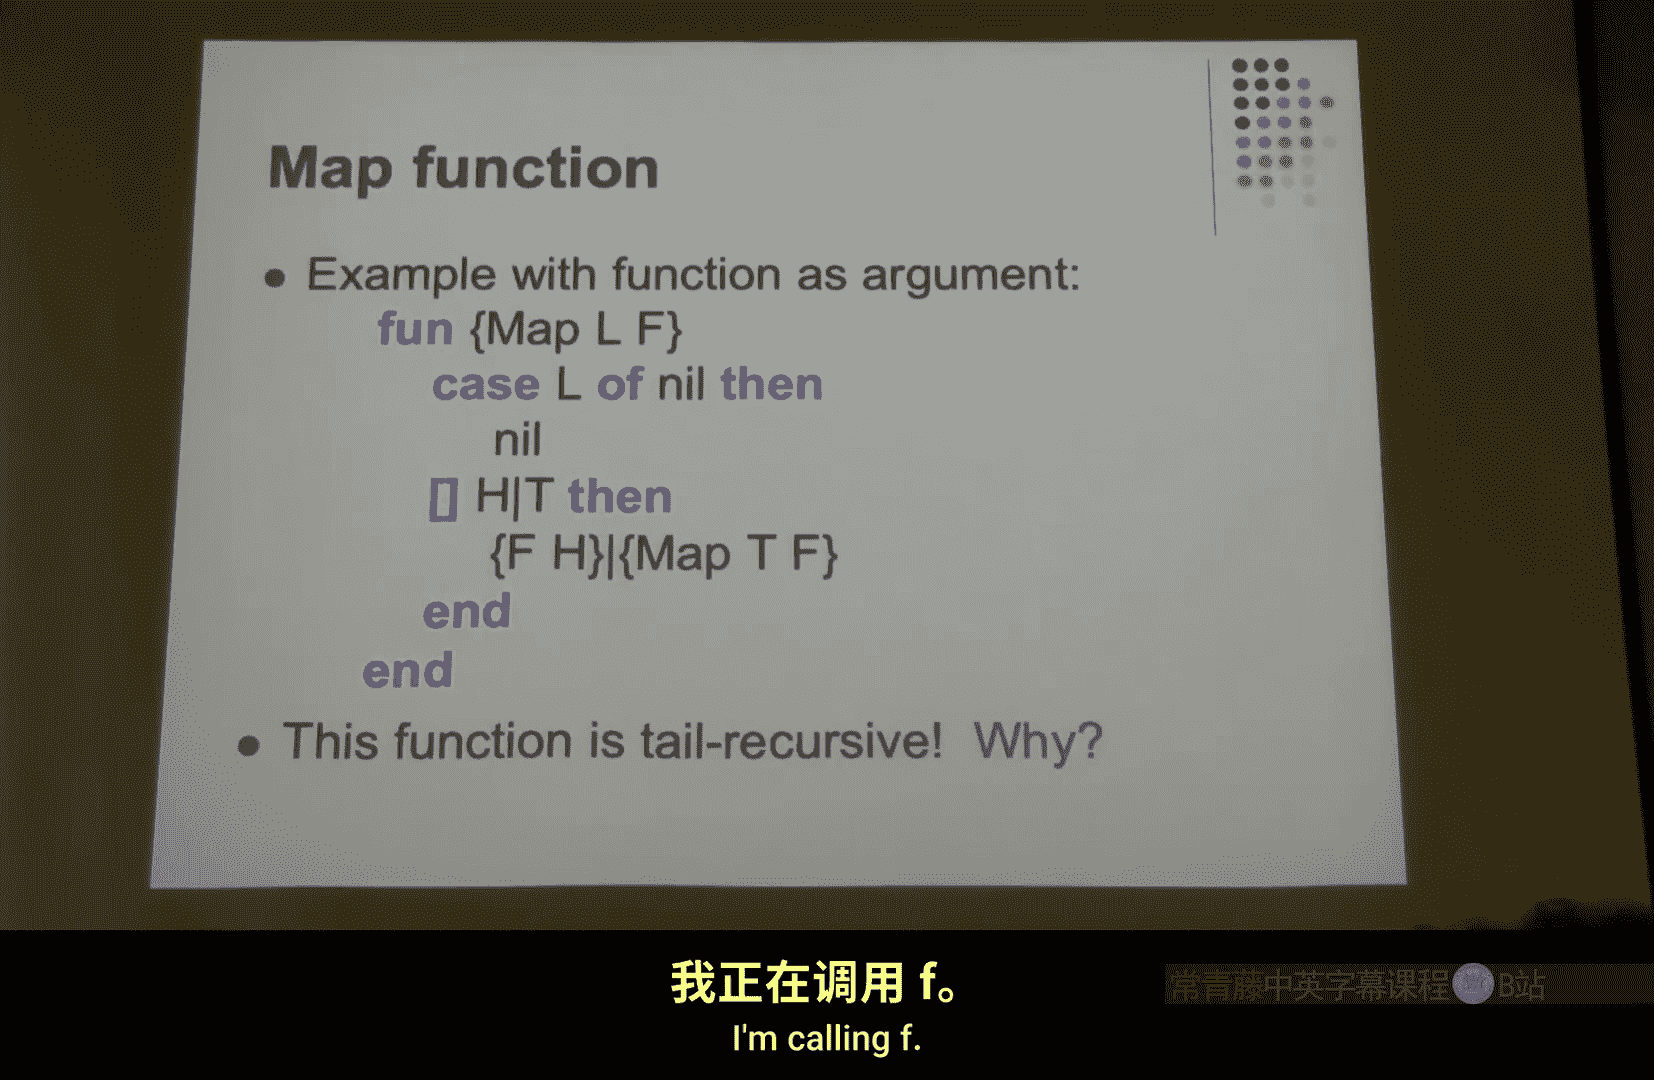 Map function
● Example with function as argument:
fun {Map L F}
case L of nil then
nil
[] H|T then
{F H}|{Map T F}
end
end
● This function is tail-recursive! Why?
我正在调用 f。
常青藤中英字幕课程 B站
I'm calling f.